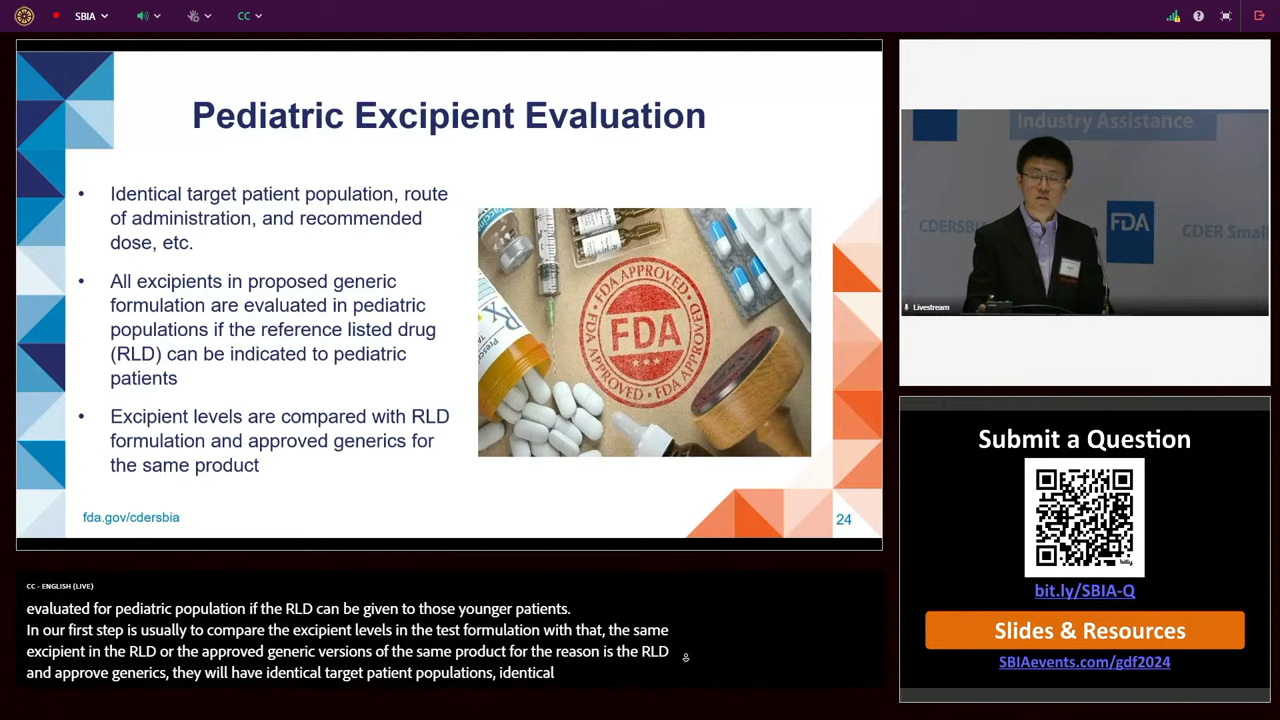 SBIA
CC
Pediatric Excipient Evaluation
• Identical target patient population, route
of administration, and recommended
dose, etc.
• All excipients in proposed generic
formulation are evaluated in pediatric
populations if the reference listed drug
(RLD) can be indicated to pediatric
patients
• Excipient levels are compared with RLD
formulation and approved generics for
the same product
Vaccine
Rx
FDA APPROVED
FDA
FDA APPROVED
fda.gov/cdersbia
24
Industry Assistance
CDERSBIA
FDA
CDER Smal
Livestream
Submit a Question
bitly
bit.ly/SBIA-Q
Slides & Resources
SBIAevents.com/gdf2024
CC - ENGLISH (LIVE)
evaluated for pediatric population if the RLD can be given to those younger patients.
In our first step is usually to compare the excipient levels in the test formulation with that, the same
excipient in the RLD or the approved generic versions of the same product for the reason is the RLD
and approve generics, they will have identical target patient populations, identical